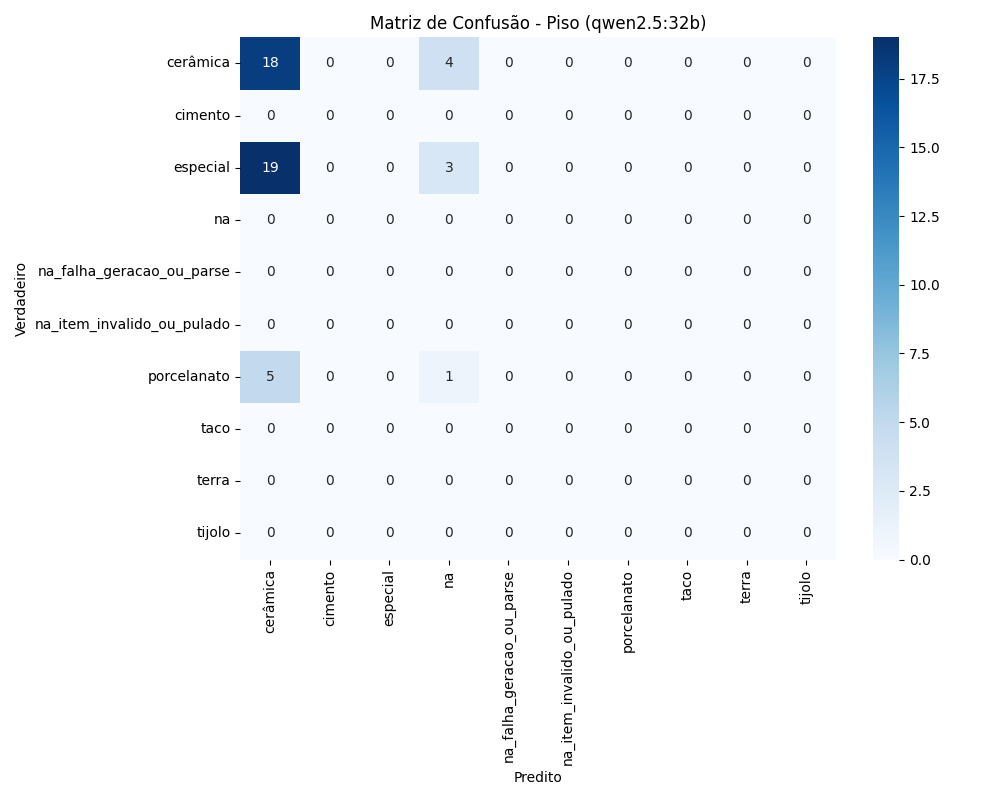 Matriz de Confusão - Piso (qwen2.5:32b)
Verdadeiro
cerâmica 18 0 0 4 0 0 0 0 0 0
cimento 0 0 0 0 0 0 0 0 0 0
especial 19 0 0 3 0 0 0 0 0 0
na 0 0 0 0 0 0 0 0 0 0
na_falha_geracao_ou_parse 0 0 0 0 0 0 0 0 0 0
na_item_invalido_ou_pulado 0 0 0 0 0 0 0 0 0 0
porcelanato 5 0 0 1 0 0 0 0 0 0
taco 0 0 0 0 0 0 0 0 0 0
terra 0 0 0 0 0 0 0 0 0 0
tijolo 0 0 0 0 0 0 0 0 0 0
cerâmica
cimento
especial
na
na_falha_geracao_ou_parse
na_item_invalido_ou_pulado
porcelanato
taco
terra
tijolo
Predito
17.5
15.0
12.5
10.0
7.5
5.0
2.5
0.0